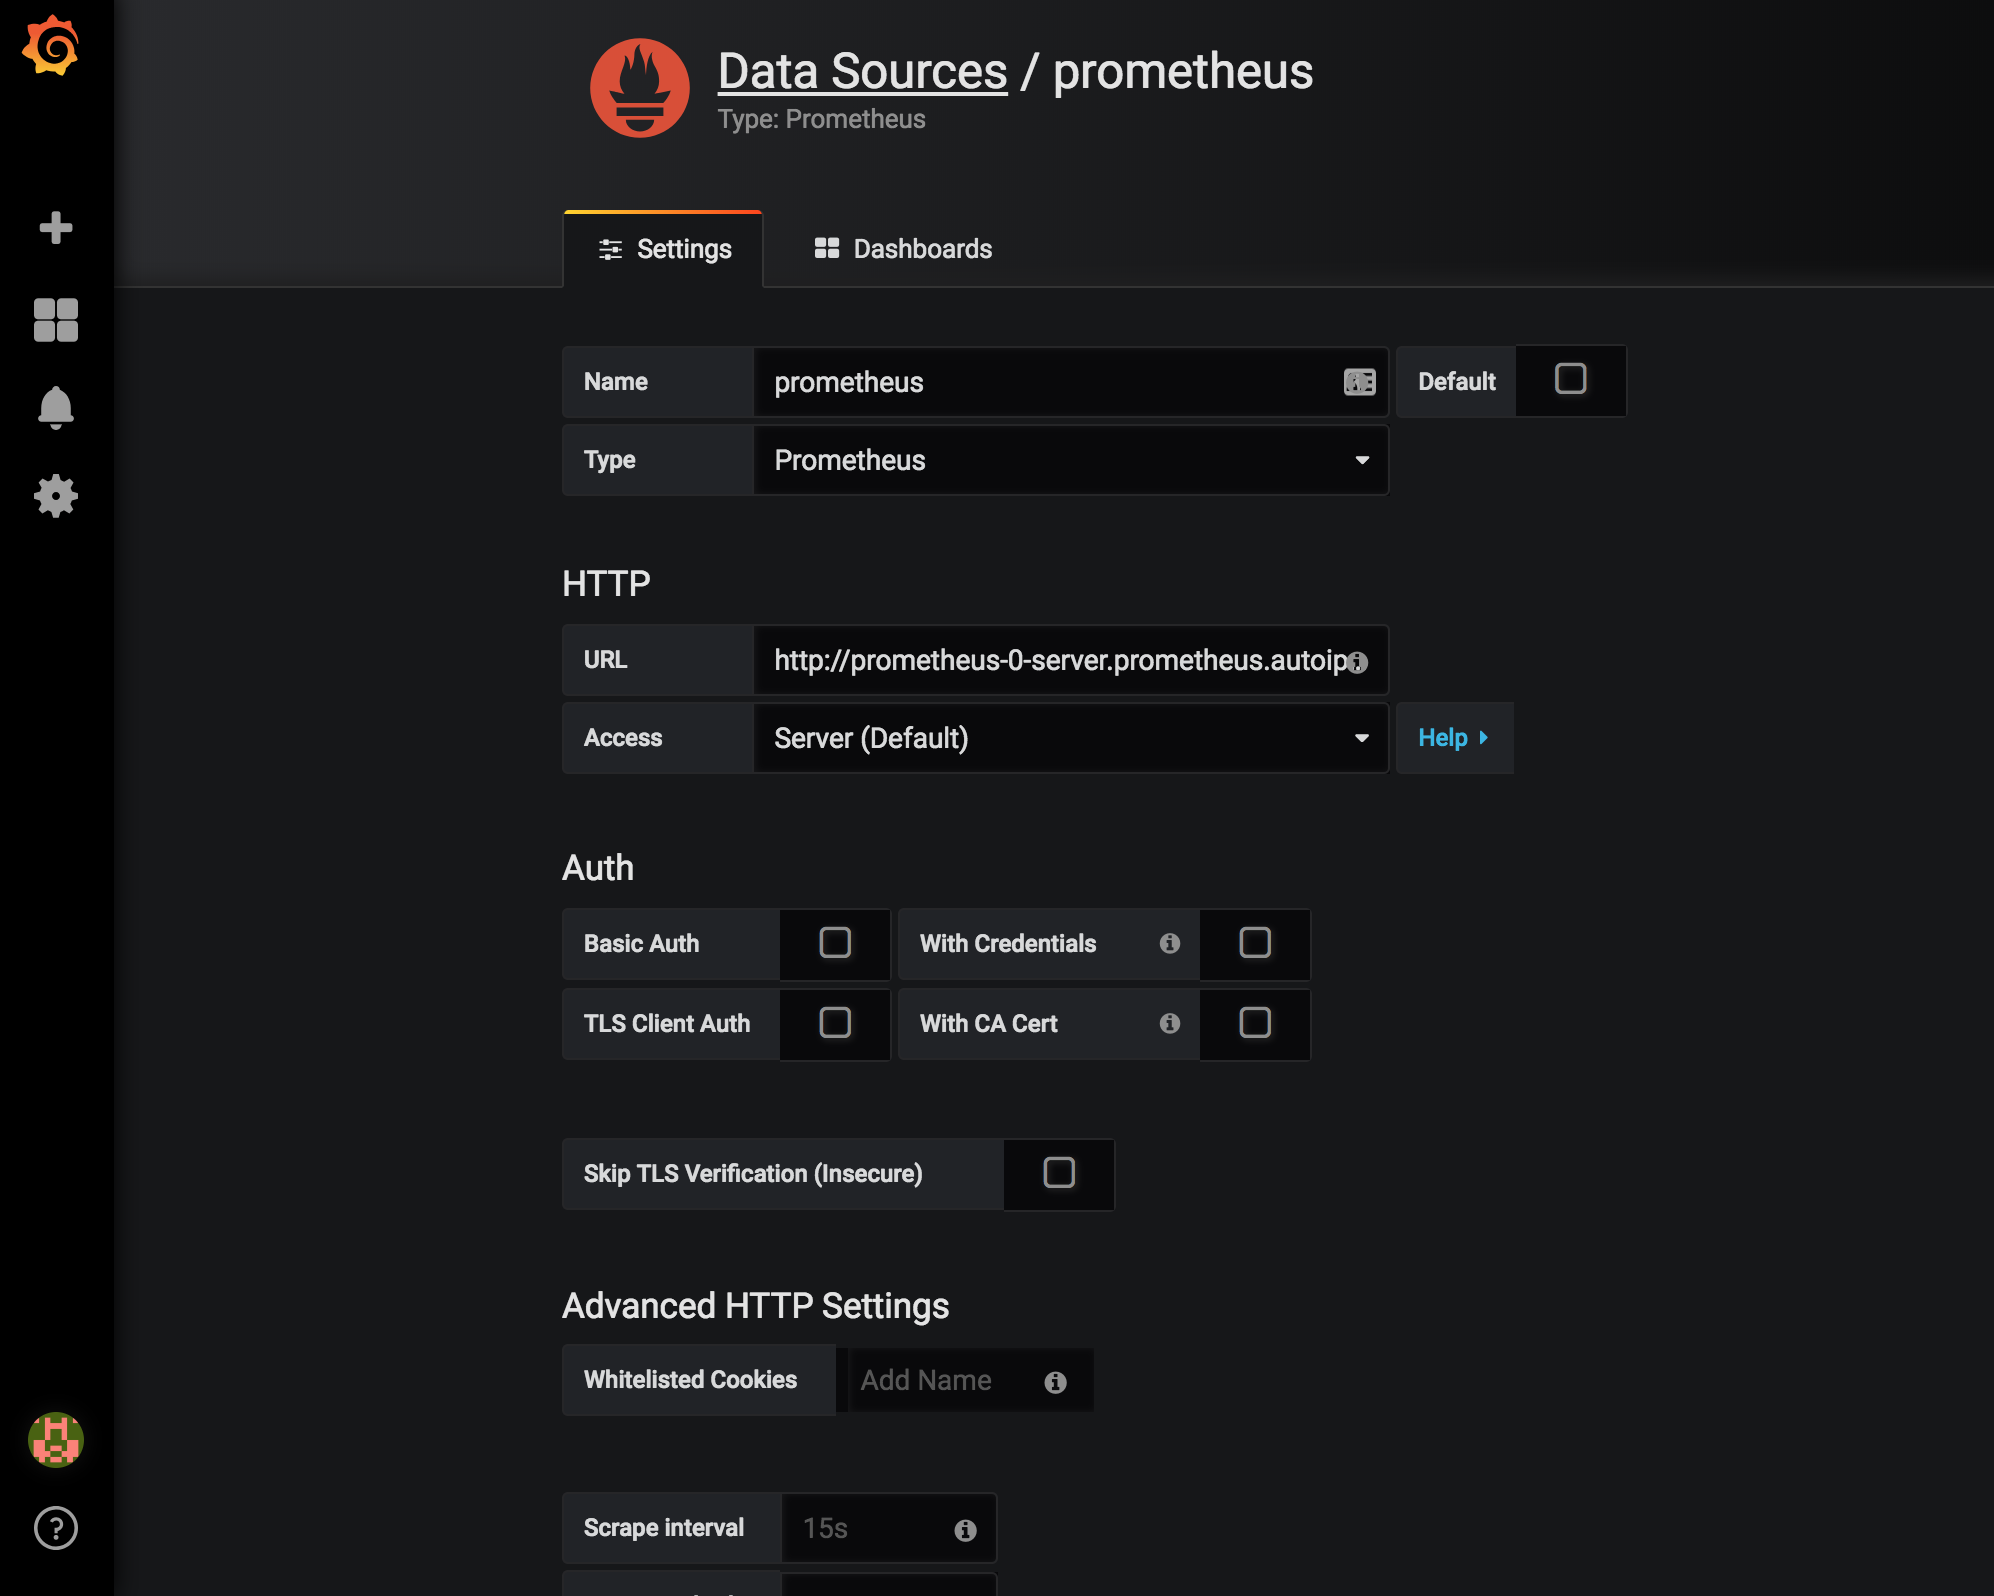 Data Sources / prometheus
Type: Prometheus
Settings
Dashboards
Name
prometheus
Default
Type
Prometheus
HTTP
URL
http://prometheus-0-server.prometheus.autoip
Access
Server (Default)
Help
Auth
Basic Auth
With Credentials
TLS Client Auth
With CA Cert
Skip TLS Verification (Insecure)
Advanced HTTP Settings
Whitelisted Cookies
Add Name
Scrape interval
15s